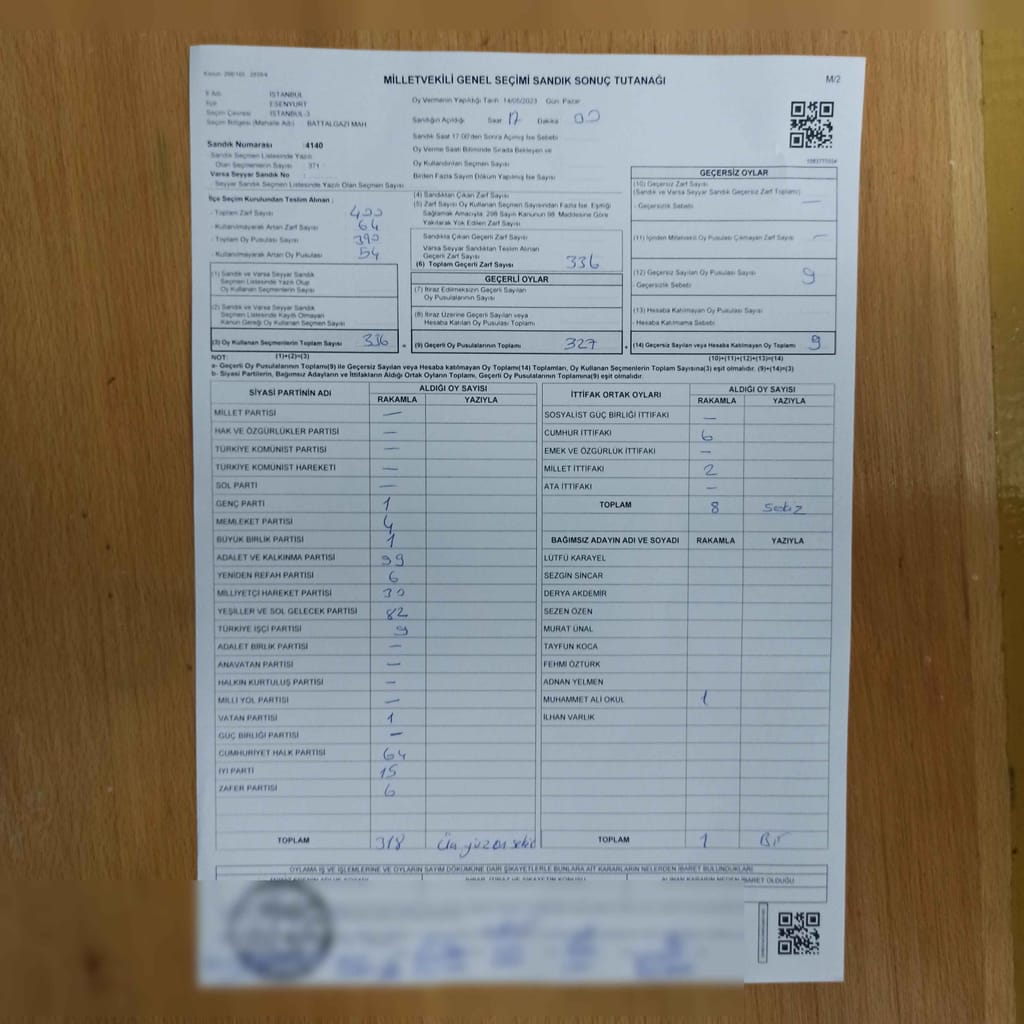 MİLLETVEKİLİ GENEL SEÇİMİ SANDIK SONUÇ TUTANAĞI
M/2
İl Adı : İSTANBUL
İlçe : ESENYURT
Seçim Çevresi : İSTANBUL-3
Seçim Bölgesi (Mahalle Adı) : BATTALGAZİ MAH
Oy Vermenin Yapıldığı Tarih 14/05/2023 Gün Pazar
Sandığın Açıldığı Saat 17 Dakika 00
Sandık Saat 17:00'den Sonra Açılmış İse Sebebi
Oy Verme Saati Bitiminde Sırada Bekleyen ve
Oy Kullandırılan Seçmen Sayısı
Birden Fazla Sayım Döküm Yapılmış İse Sayısı
Sandık Numarası : 4140
Sandık Seçmen Listesinde Yazılı
Olan Seçmenlerin Sayısı : 371
Varsa Seyyar Sandık No
Seyyar Sandık Seçmen Listesinde Yazılı Olan Seçmen Sayısı
İlçe Seçim Kurulundan Teslim Alınan ;
- Toplam Zarf Sayısı 400
- Kullanılmayarak Artan Zarf Sayısı 64
- Toplam Oy Pusulası Sayısı 390
- Kullanılmayarak Artan Oy Pusulası 54
(1) Sandık ve Varsa Seyyar Sandık
Seçmen Listesinde Yazılı Olup
Oy Kullanan Seçmenlerin Sayısı
(2) Sandık ve Varsa Seyyar Sandık
Seçmen Listesinde Kayıtlı Olmayan
Kanun Gereği Oy Kullanan Seçmen Sayısı
(3) Oy Kullanan Seçmenlerin Toplam Sayısı 336 =
(1)+(2)=(3)
(4) Sandıktan Çıkan Zarf Sayısı
(5) Zarf Sayısı Oy Kullanan Seçmen Sayısından Fazla İse, Eşitliği
Sağlamak Amacıyla, 298 Sayılı Kanunun 98. Maddesine Göre
Yakılarak Yok Edilen Zarf Sayısı
Sandıkta Çıkan Geçerli Zarf Sayısı
Varsa Seyyar Sandıktan Teslim Alınan
Geçerli Zarf Sayısı
(6) Toplam Geçerli Zarf Sayısı 336
GEÇERLİ OYLAR
(7) İtiraz Edilmeksizin Geçerli Sayılan
Oy Pusulalarının Sayısı
(8) İtiraz Üzerine Geçerli Sayılan veya
Hesaba Katılan Oy Pusulası Toplamı
(9) Geçerli Oy Pusulalarının Toplamı 327 +
GEÇERSİZ OYLAR
(10) Geçersiz Zarf Sayısı
(Sandık ve Varsa Seyyar Sandık Geçersiz Zarf Toplamı)
- Geçersizlik Sebebi —
(11) İçinden Milletvekili Oy Pusulası Çıkmayan Zarf Sayısı —
(12) Geçersiz Sayılan Oy Pusulası Sayısı 9
- Geçersizlik Sebebi
(13) Hesaba Katılmayan Oy Pusulası Sayısı
- Hesaba Katılmama Sebebi
(14) Geçersiz Sayılan veya Hesaba Katılmayan Oy Toplamı 9
(10)+(11)+(12)+(13)=(14)
NOT:
a- Geçerli Oy Pusulalarının Toplamı(9) ile Geçersiz Sayılan veya Hesaba katılmayan Oy Toplamı(14) Toplamları, Oy Kullanan Seçmenlerin Toplam Sayısına(3) eşit olmalıdır. (9)+(14)=(3)
b- Siyasi Partilerin, Bağımsız Adayların ve İttifakların Aldığı Ortak Oyların Toplamı, Geçerli Oy Pusulalarının Toplamına(9) eşit olmalıdır.
SİYASİ PARTİNİN ADI ALDIĞI OY SAYISI
RAKAMLA YAZIYLA
MİLLET PARTİSİ —
HAK VE ÖZGÜRLÜKLER PARTİSİ —
TÜRKİYE KOMÜNİST PARTİSİ —
TÜRKİYE KOMÜNİST HAREKETİ —
SOL PARTİ —
GENÇ PARTİ 1
MEMLEKET PARTİSİ 4
BÜYÜK BİRLİK PARTİSİ 1
ADALET VE KALKINMA PARTİSİ 99
YENİDEN REFAH PARTİSİ 6
MİLLİYETÇİ HAREKET PARTİSİ 30
YEŞİLLER VE SOL GELECEK PARTİSİ 82
TÜRKİYE İŞÇİ PARTİSİ 9
ADALET BİRLİK PARTİSİ —
ANAVATAN PARTİSİ —
HALKIN KURTULUŞ PARTİSİ —
MİLLİ YOL PARTİSİ —
VATAN PARTİSİ 1
GÜÇ BİRLİĞİ PARTİSİ —
CUMHURİYET HALK PARTİSİ 64
İYİ PARTİ 15
ZAFER PARTİSİ 6
TOPLAM 318 Üç yüz on sekiz
İTTİFAK ORTAK OYLARI ALDIĞI OY SAYISI
RAKAMLA YAZIYLA
SOSYALİST GÜÇ BİRLİĞİ İTTİFAKI —
CUMHUR İTTİFAKI 6
EMEK VE ÖZGÜRLÜK İTTİFAKI —
MİLLET İTTİFAKI 2
ATA İTTİFAKI —
TOPLAM 8 Sekiz
BAĞIMSIZ ADAYIN ADI VE SOYADI RAKAMLA YAZIYLA
LÜTFÜ KARAYEL
SEZGİN SİNCAR
DERYA AKDEMİR
SEZEN ÖZEN
MURAT ÜNAL
TAYFUN KOCA
FEHMİ ÖZTÜRK
ADNAN YELMEN
MUHAMMET ALİ OKUL 1
İLHAN VARLIK
TOPLAM 1 Bir
OYLAMA İŞ VE İŞLEMLERİNE VE OYLARIN SAYIM DÖKÜMÜNE DAİR ŞİKAYETLERLE BUNLARA AİT KARARLARIN NELERDEN İBARET BULUNDUKLARI